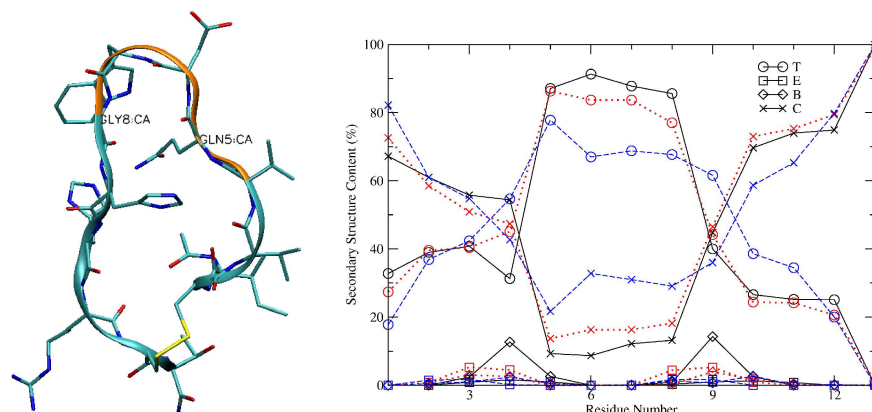 GLY8:CA
GLN5:CA
Secondary Structure Content (%)
100
80
60
40
20
0
3
6
9
12
Residue Number
T
E
B
C